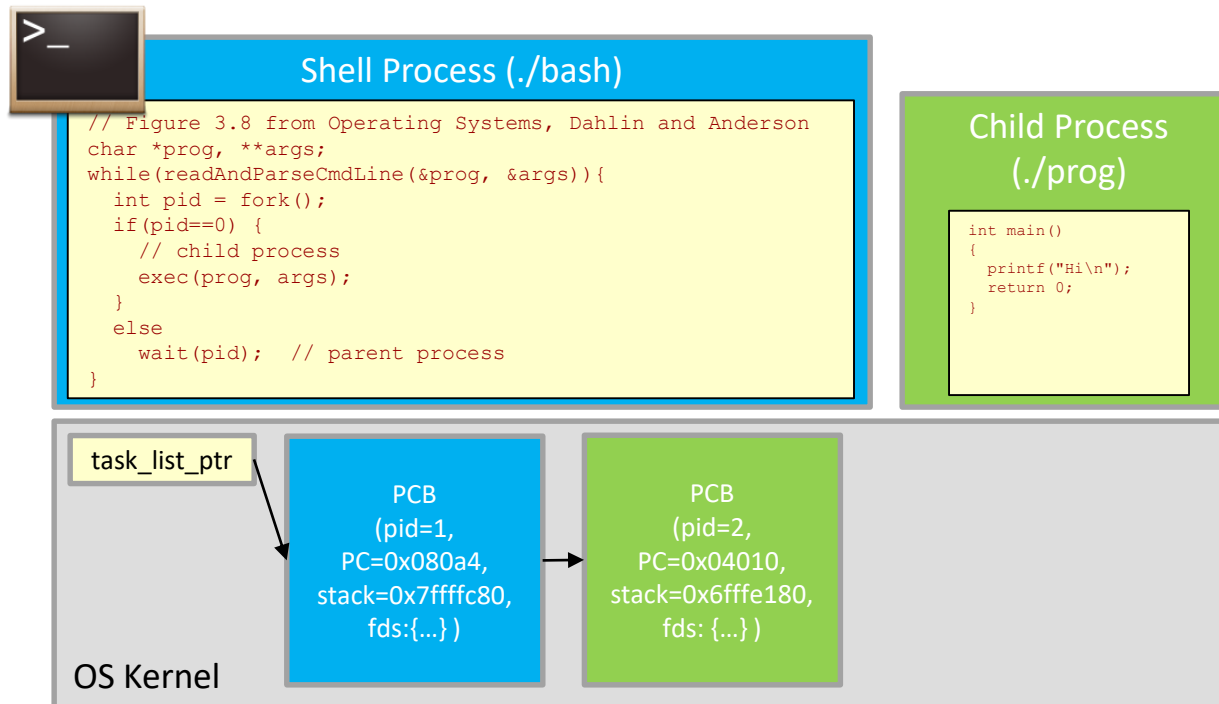 >_
Shell Process (./bash)
// Figure 3.8 from Operating Systems, Dahlin and Anderson
char *prog, **args;
while(readAndParseCmdLine(&prog, &args)){
  int pid = fork();
  if(pid==0) {
    // child process
    exec(prog, args);
  }
  else
    wait(pid);  // parent process
}
Child Process
(./prog)
int main()
{
  printf("Hi\n");
  return 0;
}
task_list_ptr
PCB
(pid=1,
PC=0x080a4,
stack=0x7ffffc80,
fds:{…} )
PCB
(pid=2,
PC=0x04010,
stack=0x6fffe180,
fds: {…} )
OS Kernel